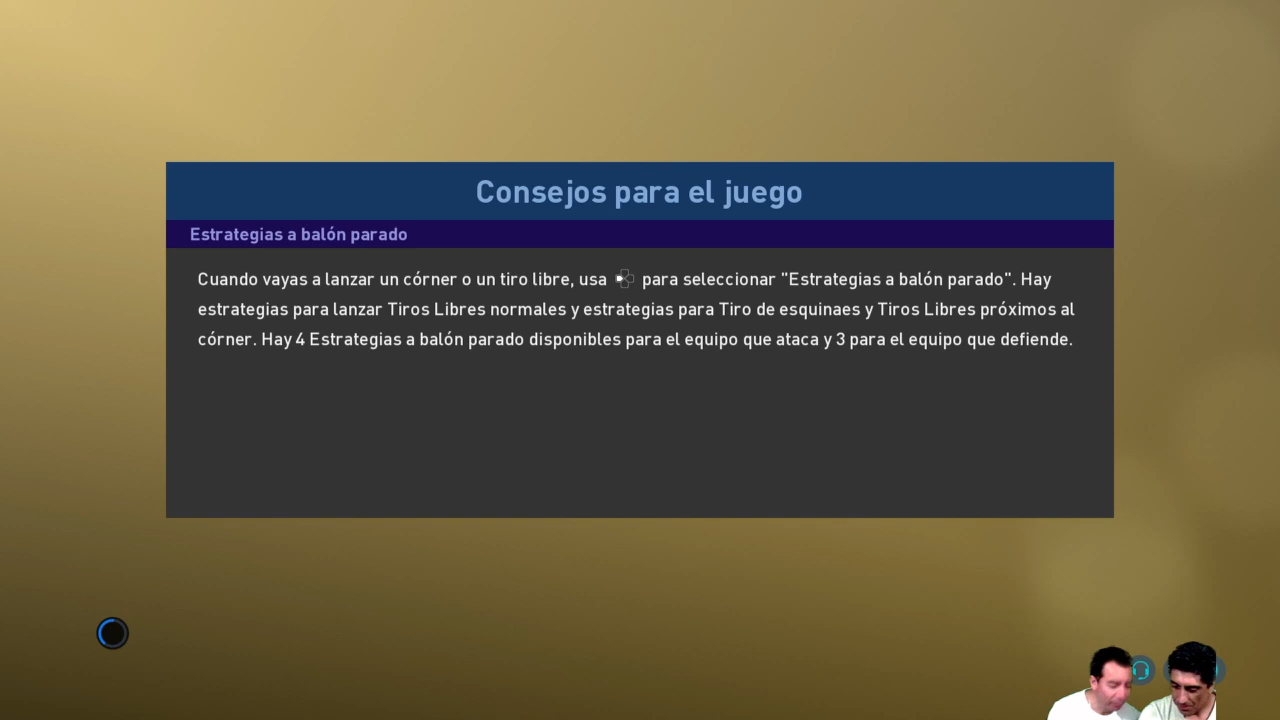 Consejos para el juego
Estrategias a balón parado
Cuando vayas a lanzar un córner o un tiro libre, usa para seleccionar "Estrategias a balón parado". Hay
estrategias para lanzar Tiros Libres normales y estrategias para Tiro de esquinaes y Tiros Libres próximos al
córner. Hay 4 Estrategias a balón parado disponibles para el equipo que ataca y 3 para el equipo que defiende.